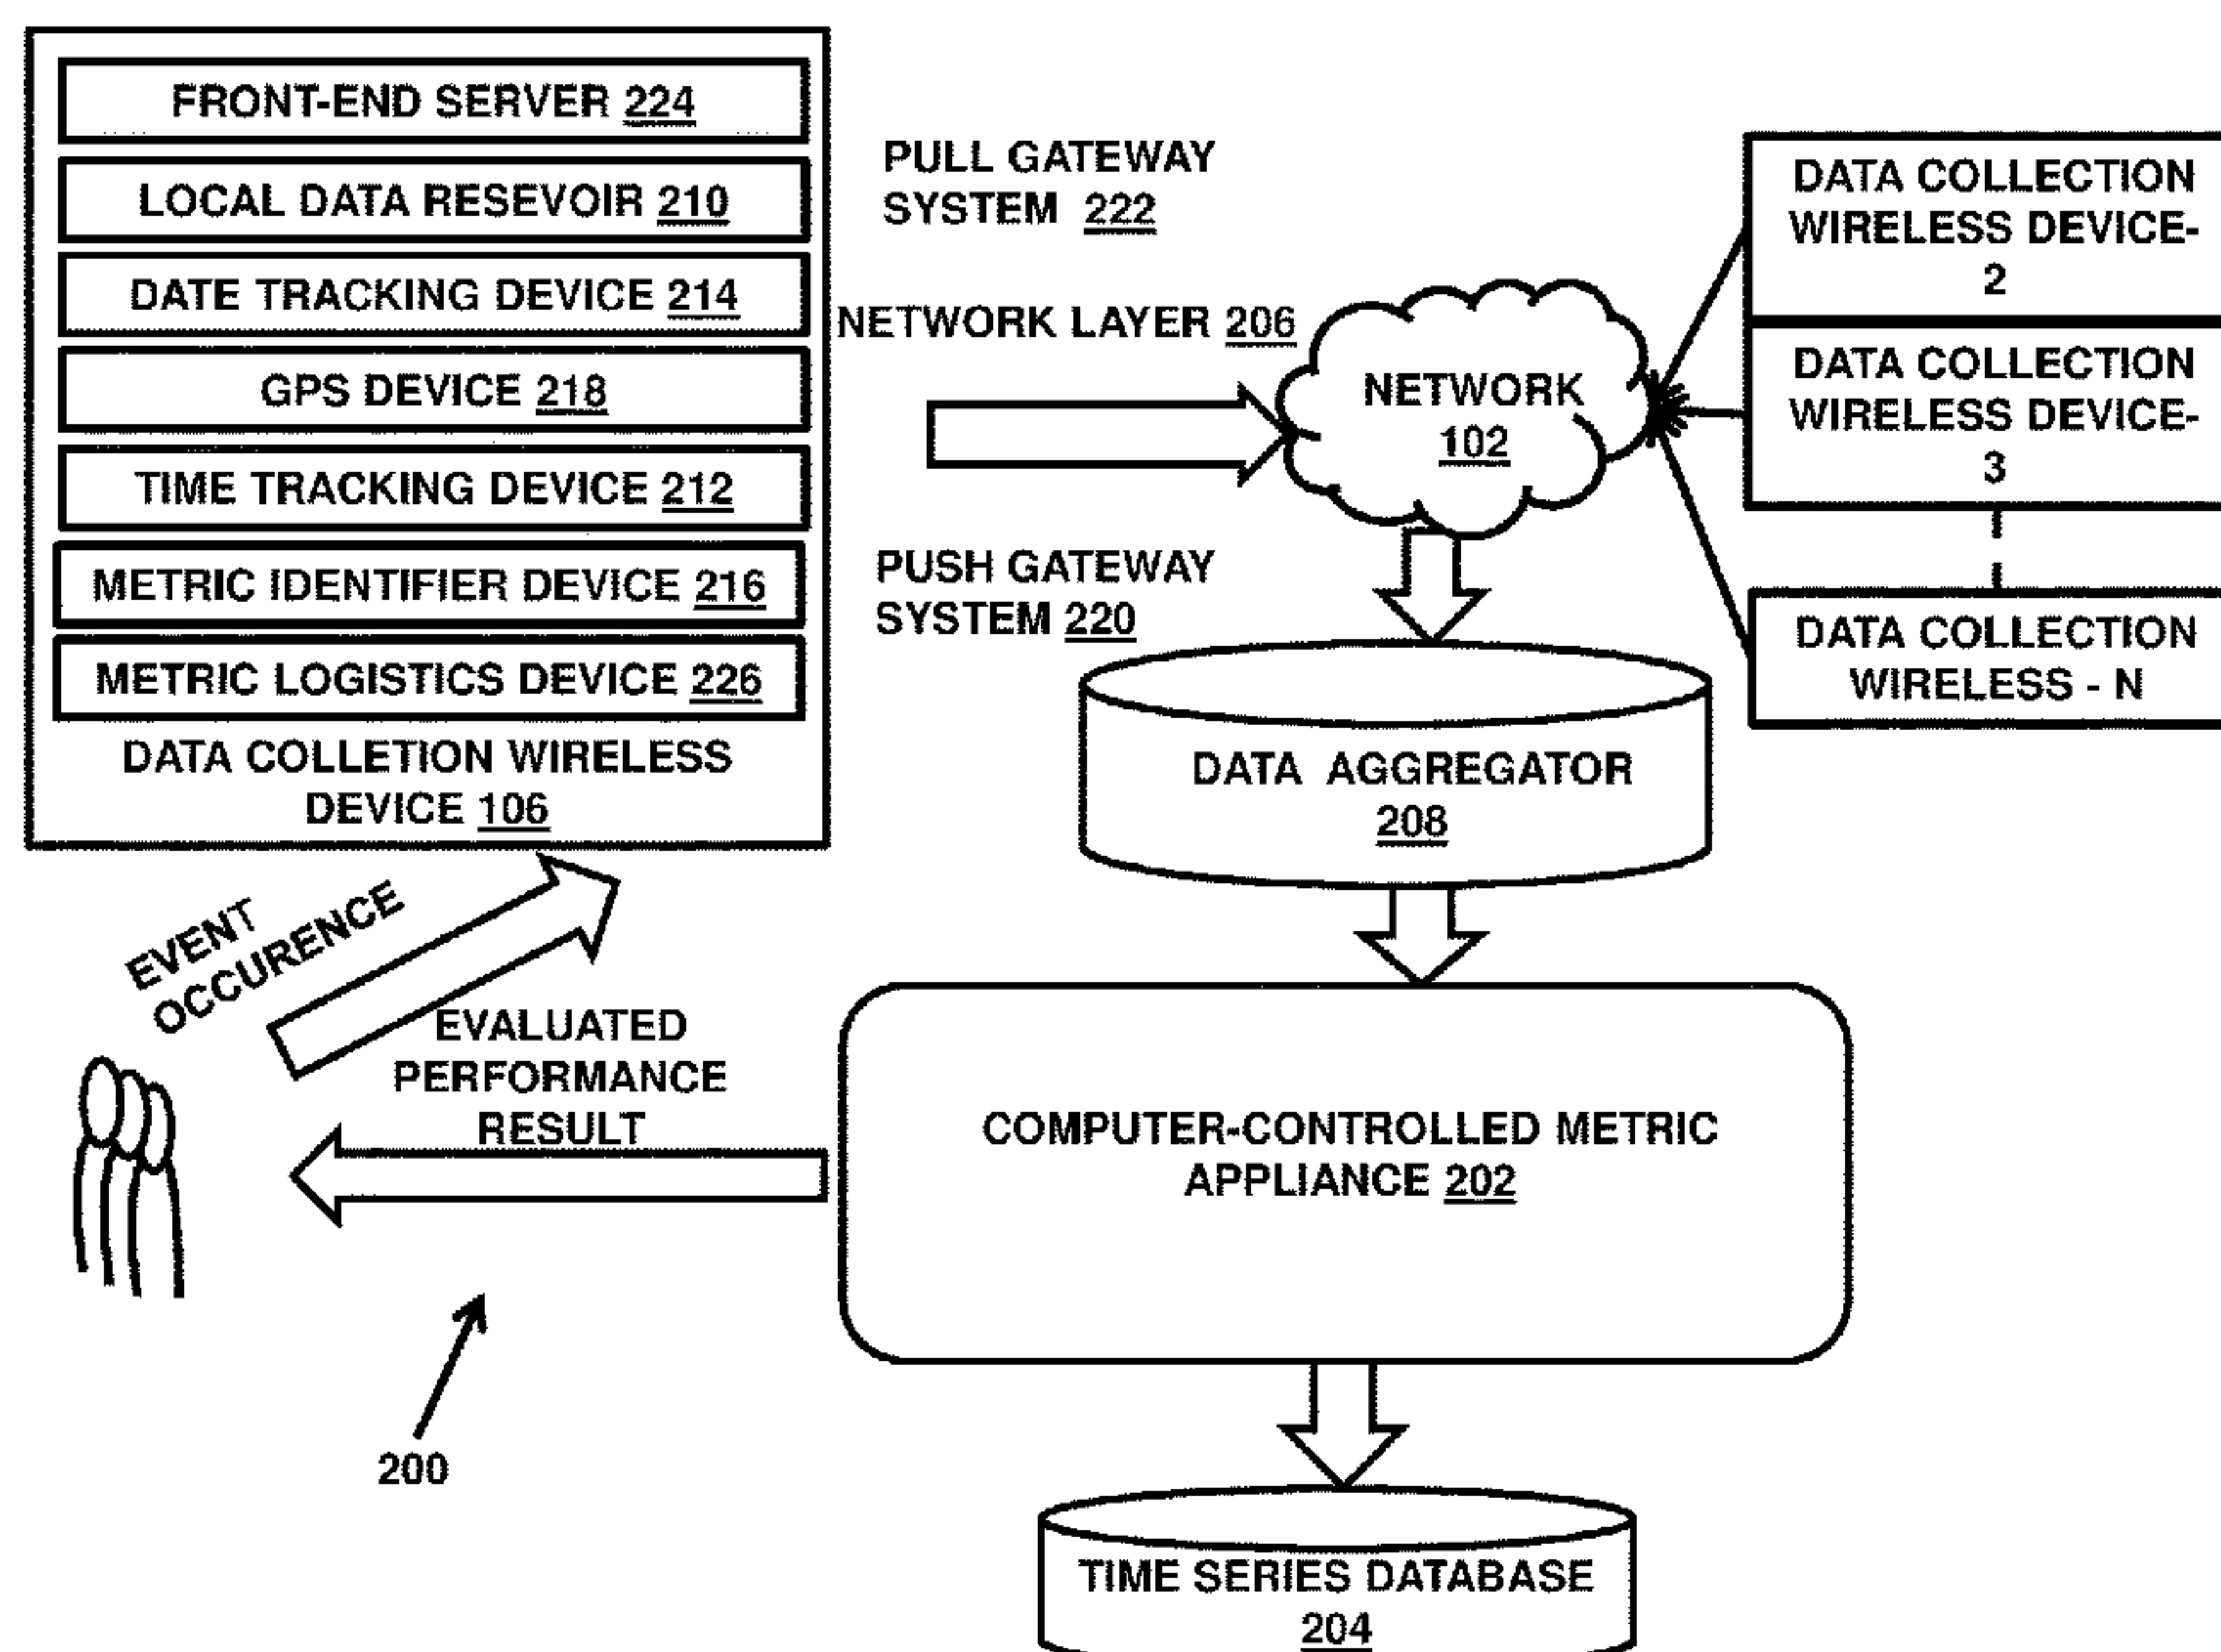 FRONT-END SERVER 224
LOCAL DATA RESEVOIR 210
DATE TRACKING DEVICE 214
GPS DEVICE 218
TIME TRACKING DEVICE 212
METRIC IDENTIFIER DEVICE 216
METRIC LOGISTICS DEVICE 226
DATA COLLETION WIRELESS
DEVICE 106
PULL GATEWAY
SYSTEM 222
NETWORK LAYER 206
NETWORK
102
PUSH GATEWAY
SYSTEM 220
DATA COLLECTION
WIRELESS DEVICE-
2
DATA COLLECTION
WIRELESS DEVICE-
3
DATA COLLECTION
WIRELESS - N
DATA AGGREGATOR
208
EVENT
OCCURENCE
EVALUATED
PERFORMANCE
RESULT
COMPUTER-CONTROLLED METRIC
APPLIANCE 202
200
TIME SERIES DATABASE
204